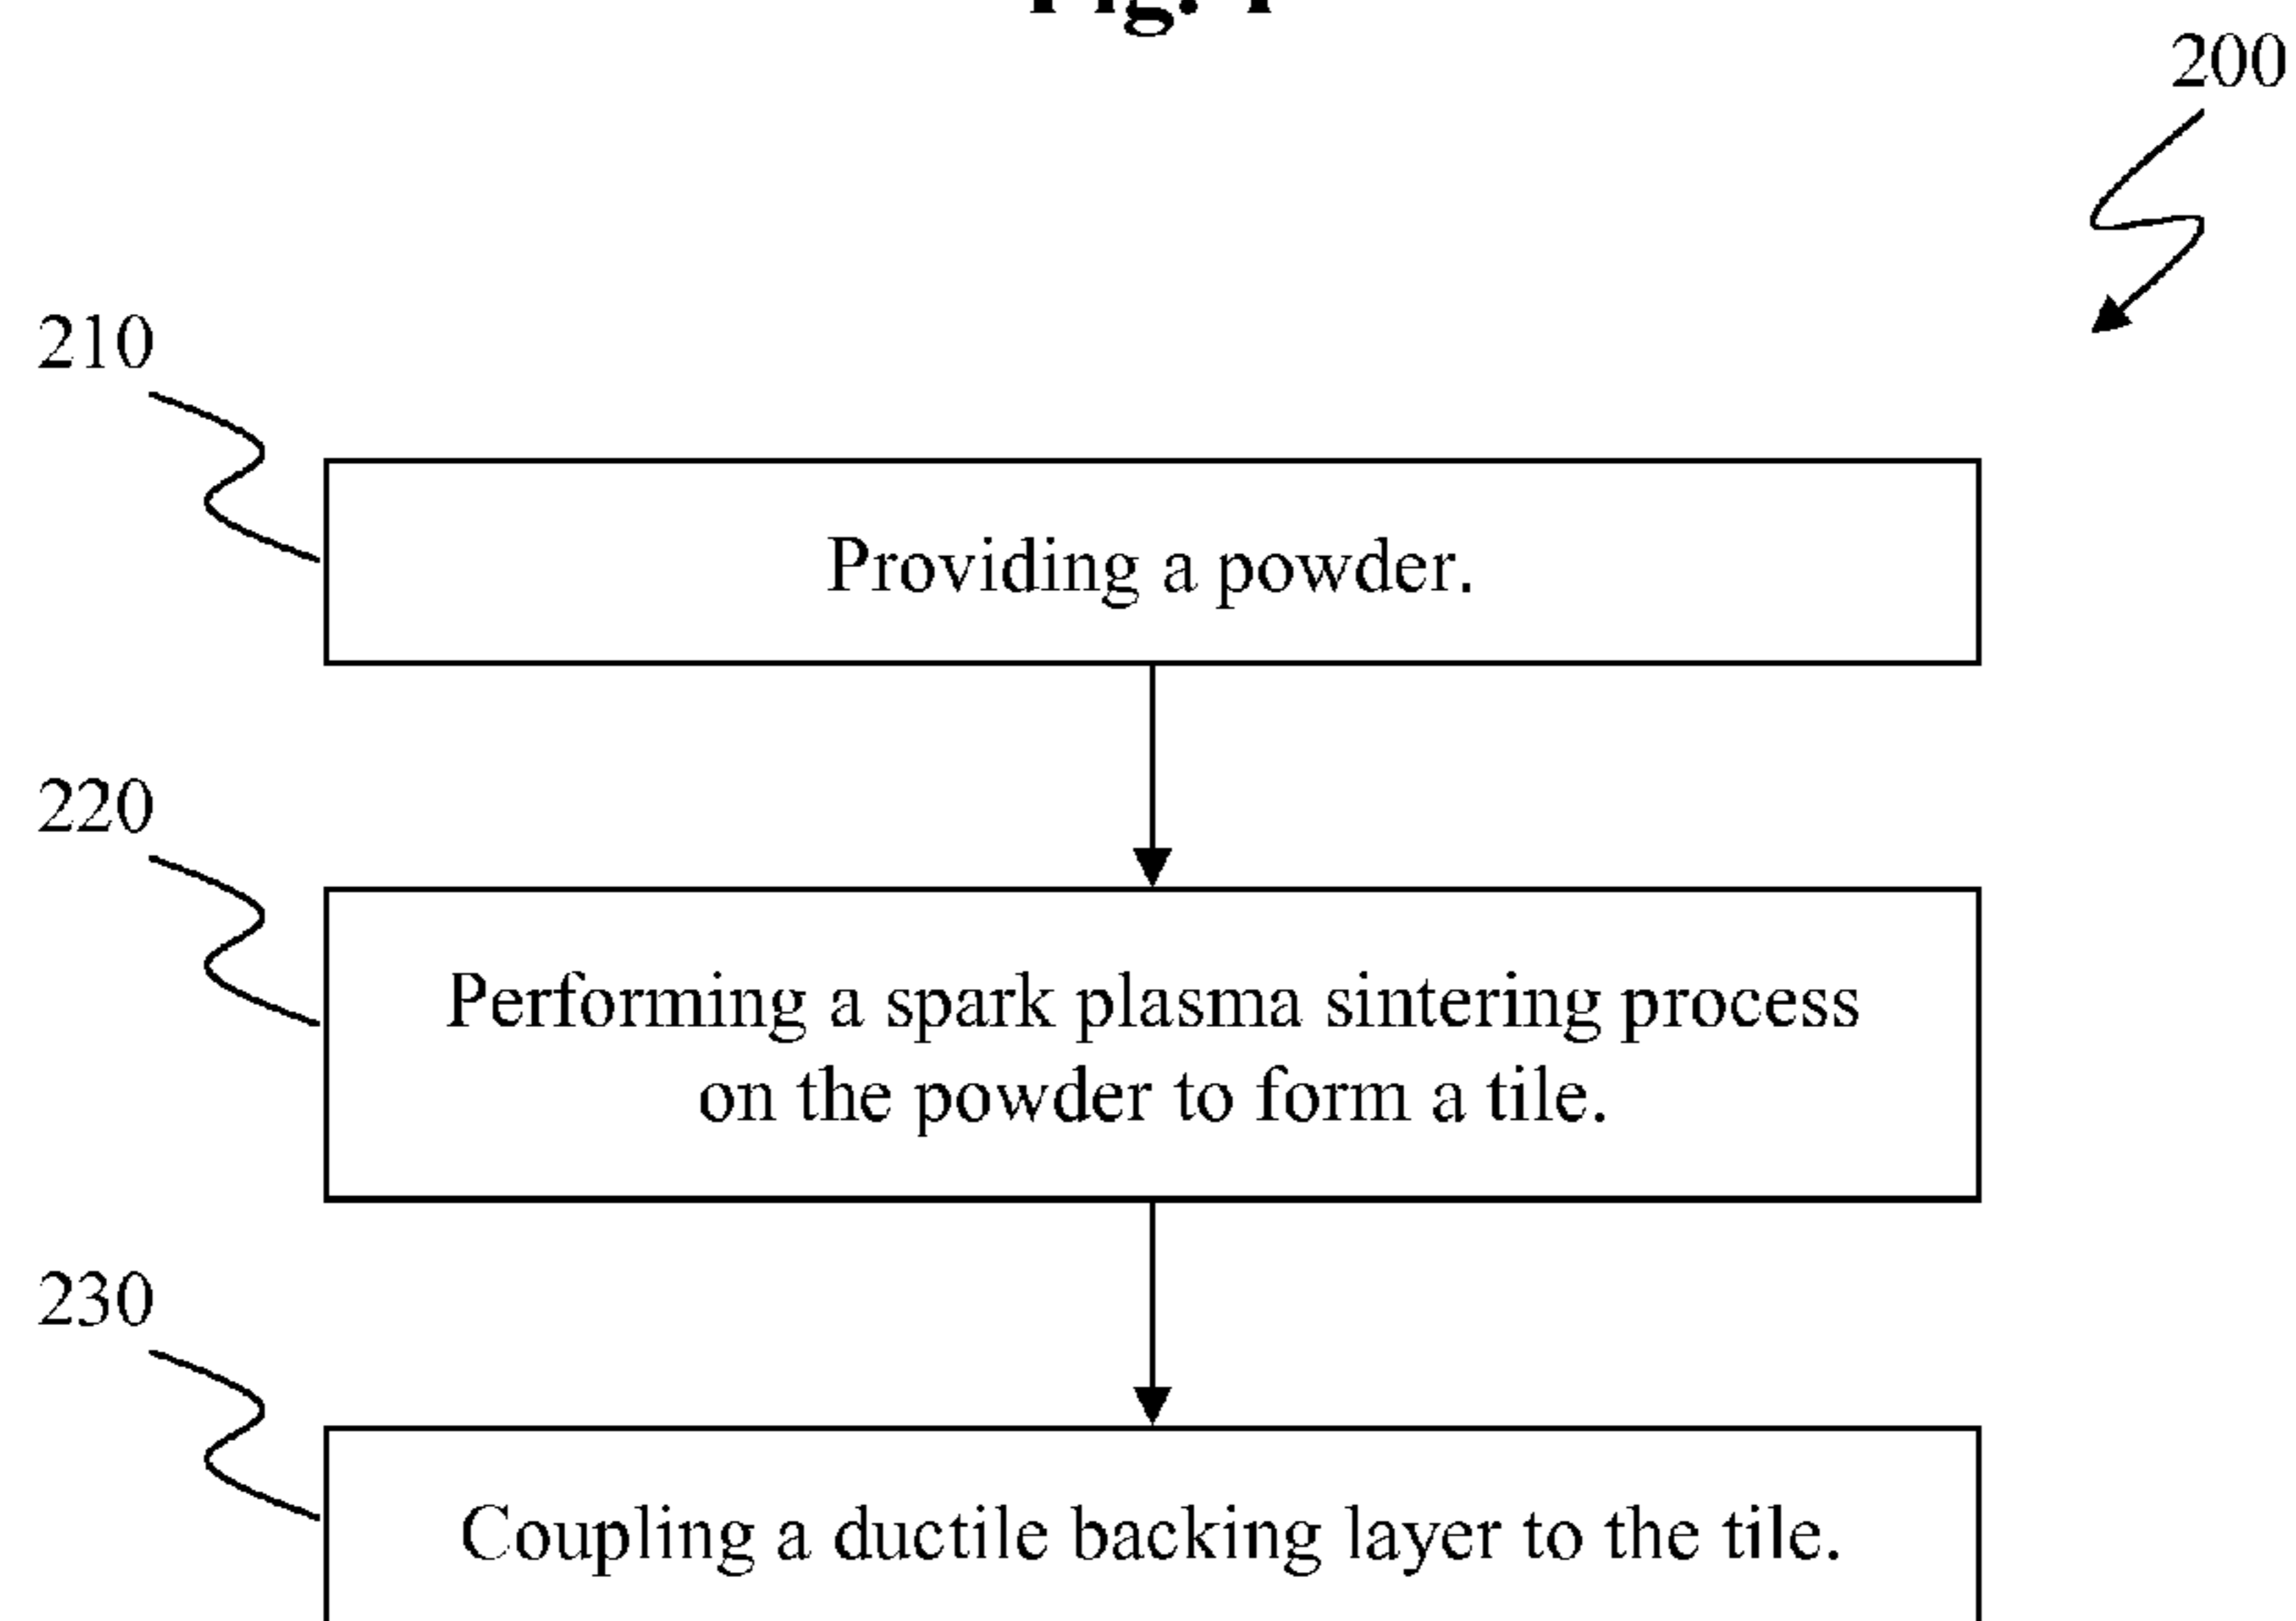 200
210
Providing a powder.
220
Performing a spark plasma sintering process
on the powder to form a tile.
230
Coupling a ductile backing layer to the tile.